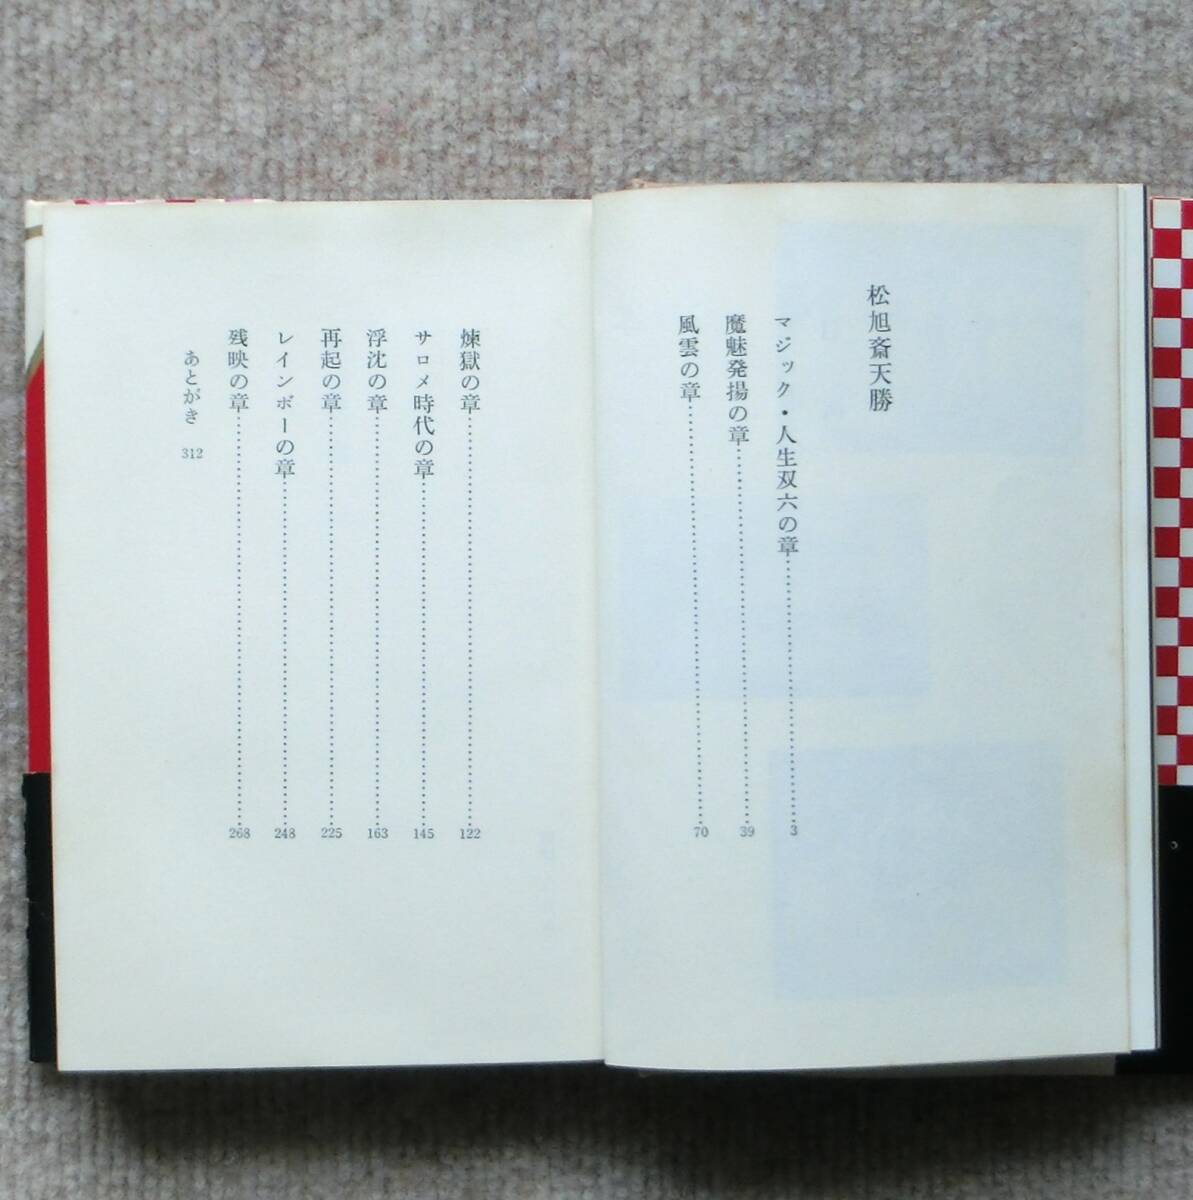 松旭斎天勝
マジック・人生双六の章……3
魔魅発揚の章……39
風雲の章……70
煉獄の章……122
サロメ時代の章……145
浮沈の章……163
再起の章……225
レインボーの章……248
残映の章……268
あとがき 312